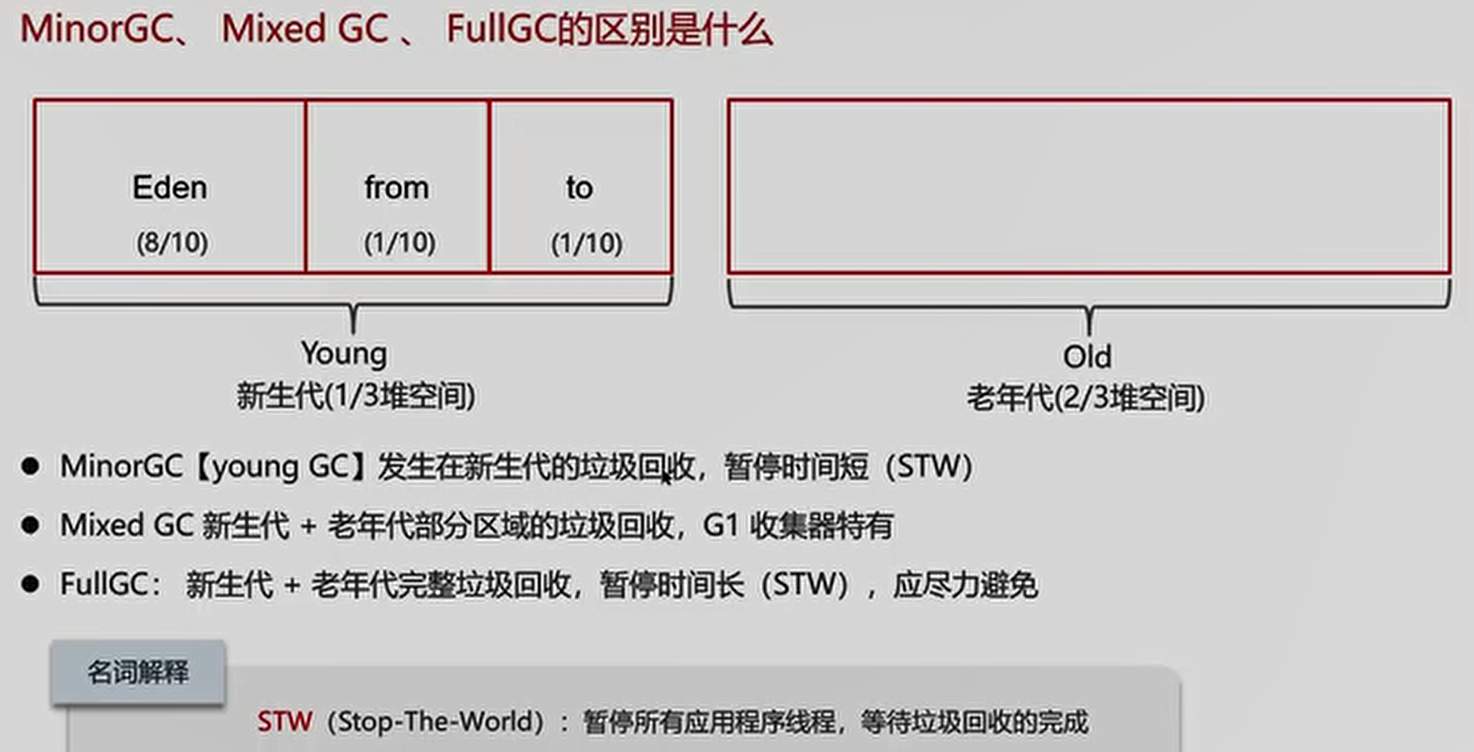 MinorGC、 Mixed GC 、 FullGC的区别是什么
Eden from to
(8/10) (1/10) (1/10)
Young Old
新生代(1/3堆空间) 老年代(2/3堆空间)
● MinorGC【young GC】发生在新生代的垃圾回收，暂停时间短（STW）
● Mixed GC 新生代 + 老年代部分区域的垃圾回收，G1 收集器特有
● FullGC： 新生代 + 老年代完整垃圾回收，暂停时间长（STW），应尽力避免
名词解释
STW（Stop-The-World）：暂停所有应用程序线程，等待垃圾回收的完成